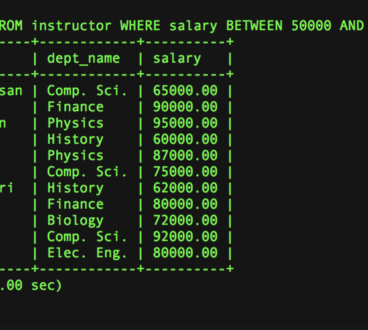 ROM instructor WHERE salary BETWEEN 50000 AND
----+------------+----------+
| dept_name | salary |
----+------------+----------+
san | Comp. Sci. | 65000.00 |
| Finance | 90000.00 |
n | Physics | 95000.00 |
| History | 60000.00 |
| Physics | 87000.00 |
| Comp. Sci. | 75000.00 |
ri | History | 62000.00 |
| Finance | 80000.00 |
| Biology | 72000.00 |
| Comp. Sci. | 92000.00 |
| Elec. Eng. | 80000.00 |
----+------------+----------+
.00 sec)